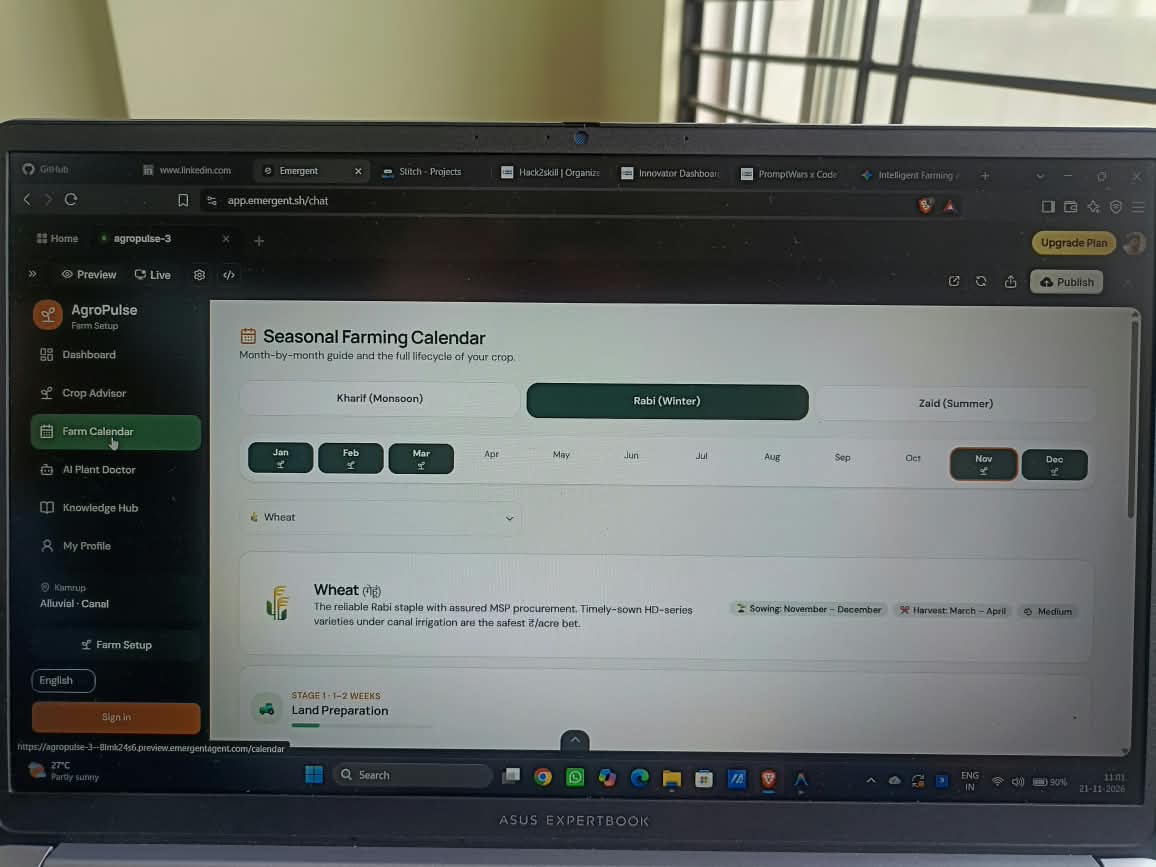 GitHub
www.linkedin.com
Emergent
Stitch - Projects
Hack2skill | Organize
Innovator Dashboar
PromptWars x Code
Intelligent Farming
app.emergent.sh/chat
Home
agropulse-3
Upgrade Plan
Preview
Live
Publish
AgroPulse
Farm Setup
Dashboard
Crop Advisor
Farm Calendar
AI Plant Doctor
Knowledge Hub
My Profile
Kamrup
Alluvial · Canal
Farm Setup
English
Sign in
Seasonal Farming Calendar
Month-by-month guide and the full lifecycle of your crop.
Kharif (Monsoon)
Rabi (Winter)
Zaid (Summer)
Jan
Feb
Mar
Apr
May
Jun
Jul
Aug
Sep
Oct
Nov
Dec
Wheat
Wheat (गेहूं)
The reliable Rabi staple with assured MSP procurement. Timely-sown HD-series
varieties under canal irrigation are the safest ₹/acre bet.
Sowing: November – December
Harvest: March – April
Medium
STAGE 1 · 1–2 WEEKS
Land Preparation
https://agropulse-3--8lmk24s6.preview.emergentagent.com/calendar
27°C
Partly sunny
Search
ENG
IN
90%
11:01
21-11-2026
ASUS EXPERTBOOK